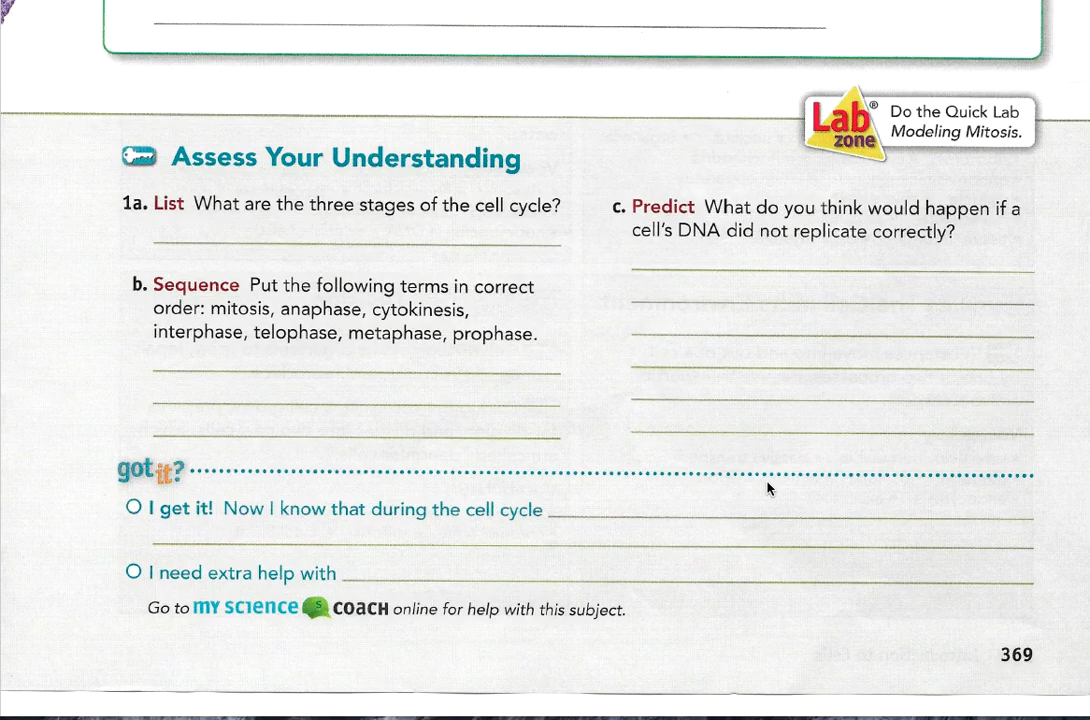 Lab® zone
Do the Quick Lab
Modeling Mitosis.
Assess Your Understanding
1a. List What are the three stages of the cell cycle?
b. Sequence Put the following terms in correct
order: mitosis, anaphase, cytokinesis,
interphase, telophase, metaphase, prophase.
c. Predict What do you think would happen if a
cell's DNA did not replicate correctly?
got it?
I get it! Now I know that during the cell cycle
I need extra help with
Go to my science S COACH online for help with this subject.
369